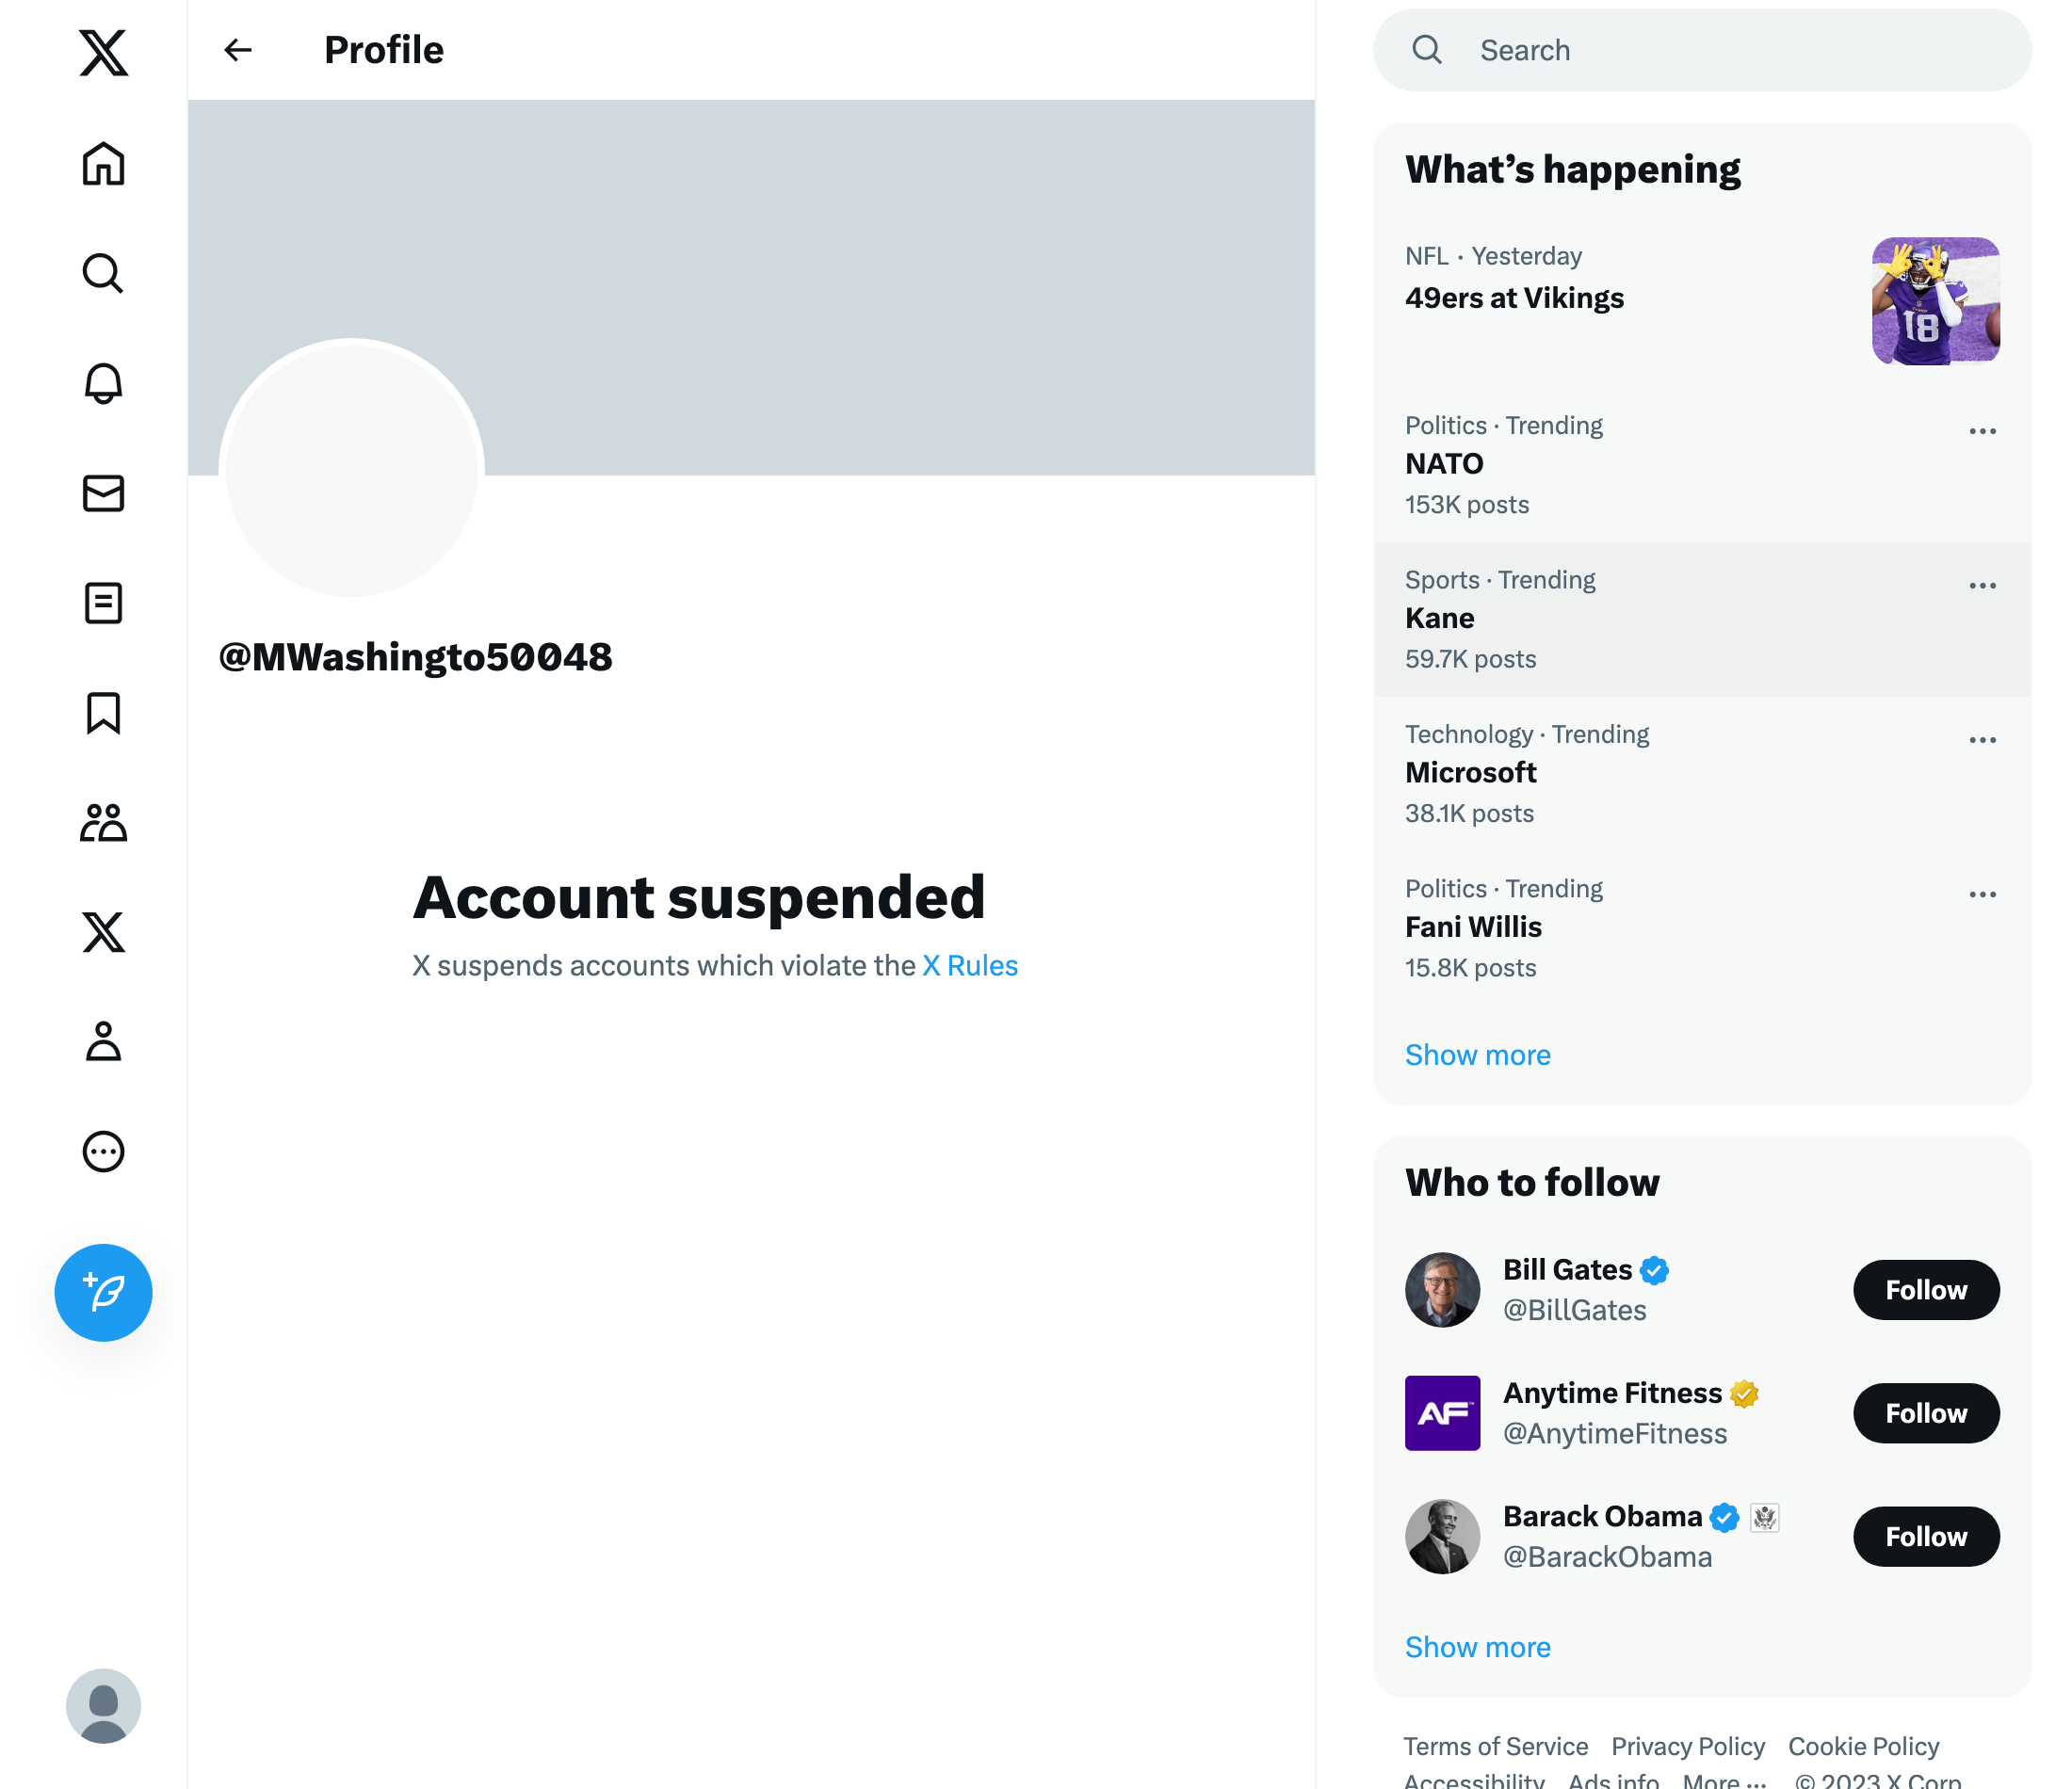 Profile
@MWashingto50048
Account suspended
X suspends accounts which violate the X Rules
Search
What’s happening
NFL · Yesterday
49ers at Vikings
18
Politics · Trending
NATO
153K posts
Sports · Trending
Kane
59.7K posts
Technology · Trending
Microsoft
38.1K posts
Politics · Trending
Fani Willis
15.8K posts
Show more
Who to follow
Bill Gates
@BillGates
Follow
AF
Anytime Fitness
@AnytimeFitness
Follow
Barack Obama
@BarackObama
Follow
Show more
Terms of Service Privacy Policy Cookie Policy
Accessibility Ads info More ··· © 2023 X Corp.